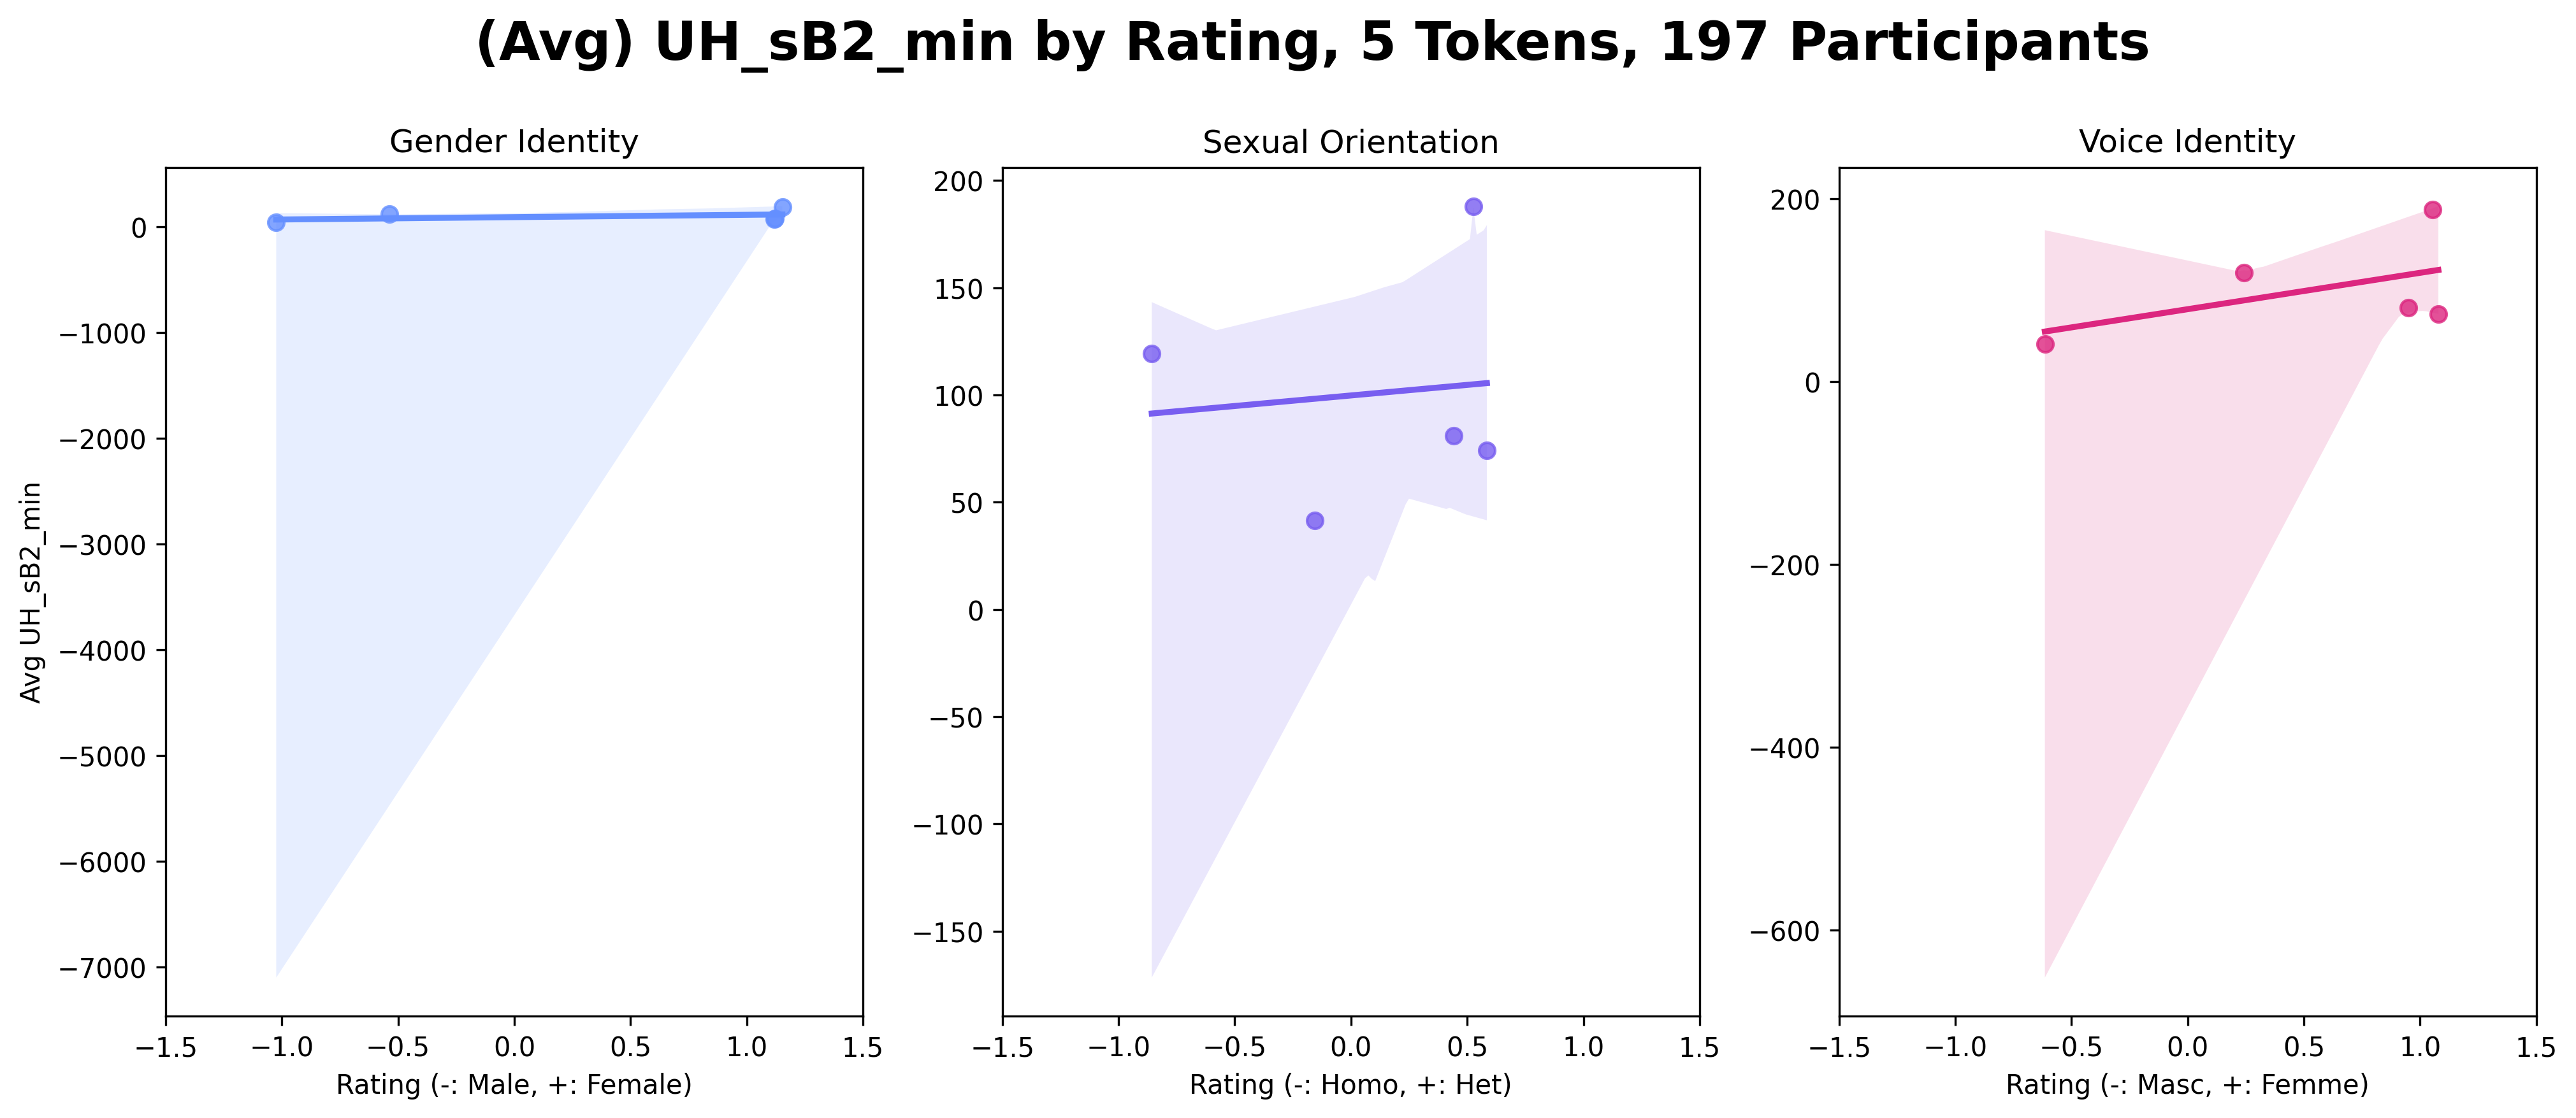 (Avg) UH_sB2_min by Rating, 5 Tokens, 197 Participants
Gender Identity
Avg UH_sB2_min
0
−1000
−2000
−3000
−4000
−5000
−6000
−7000
−1.5 −1.0 −0.5 0.0 0.5 1.0 1.5
Rating (-: Male, +: Female)
Sexual Orientation
200
150
100
50
0
−50
−100
−150
−1.5 −1.0 −0.5 0.0 0.5 1.0 1.5
Rating (-: Homo, +: Het)
Voice Identity
200
0
−200
−400
−600
−1.5 −1.0 −0.5 0.0 0.5 1.0 1.5
Rating (-: Masc, +: Femme)